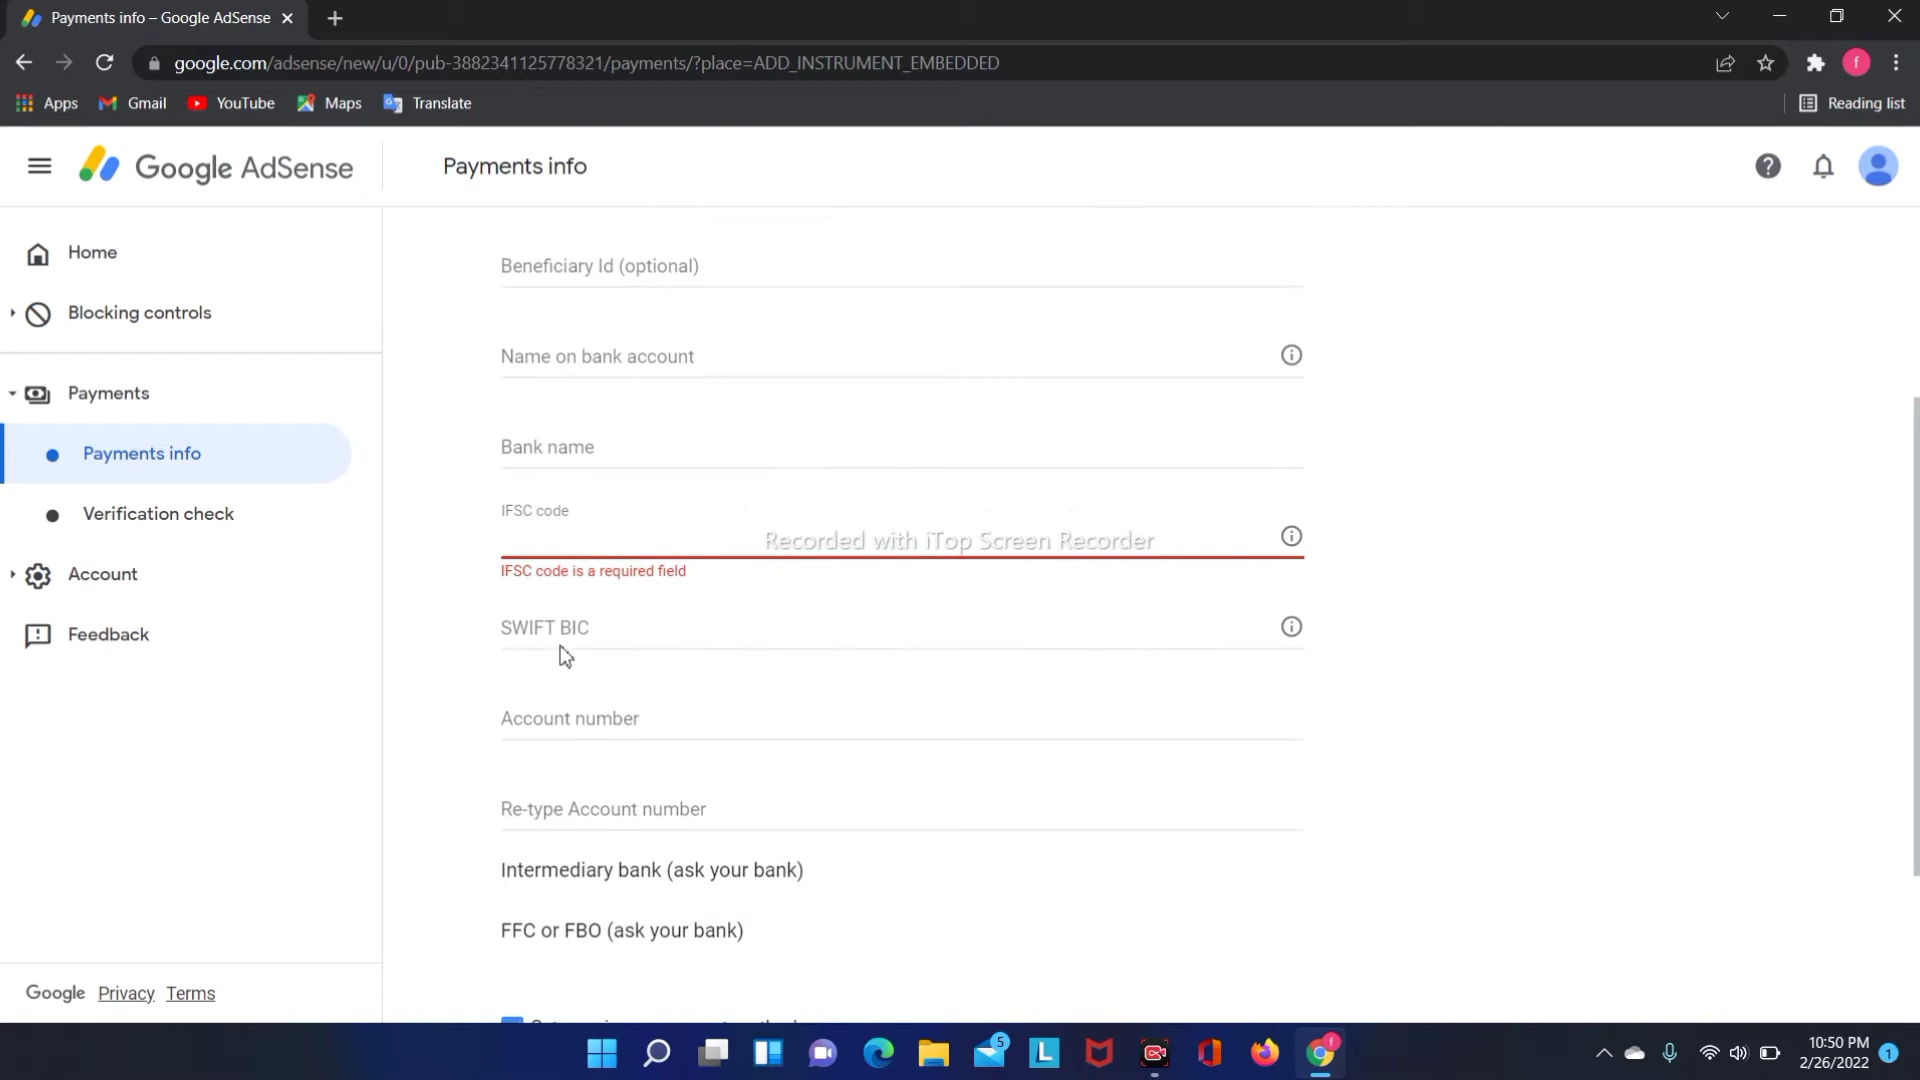 Payments info – Google AdSense
google.com/adsense/new/u/0/pub-3882341125778321/payments/?place=ADD_INSTRUMENT_EMBEDDED
f
Apps
Gmail
YouTube
Maps
Translate
Reading list
Google AdSense
Payments info
Home
Blocking controls
Payments
Payments info
Verification check
Account
Feedback
Google Privacy Terms
Beneficiary Id (optional)
Name on bank account
Bank name
IFSC code
Recorded with iTop Screen Recorder
IFSC code is a required field
SWIFT BIC
Account number
Re-type Account number
Intermediary bank (ask your bank)
FFC or FBO (ask your bank)
5
L
f
10:50 PM
2/26/2022
1